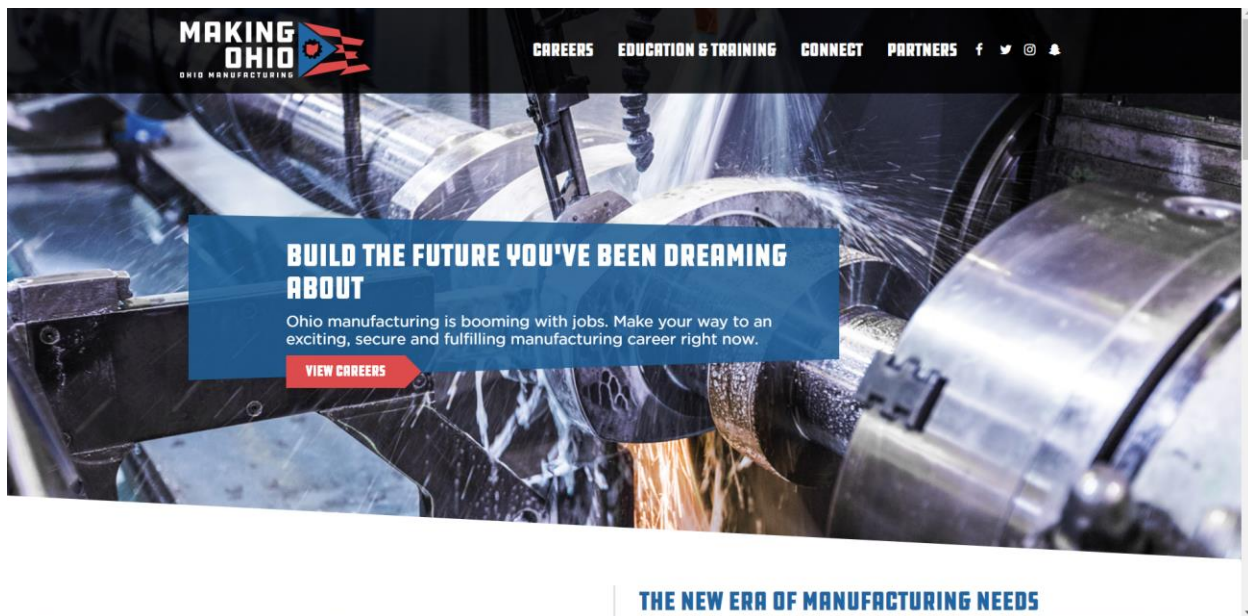 MAKING
OHIO
OHIO MANUFACTURING
CAREERS EDUCATION & TRAINING CONNECT PARTNERS
BUILD THE FUTURE YOU'VE BEEN DREAMING
ABOUT
Ohio manufacturing is booming with jobs. Make your way to an
exciting, secure and fulfilling manufacturing career right now.
VIEW CAREERS
THE NEW ERA OF MANUFACTURING NEEDS